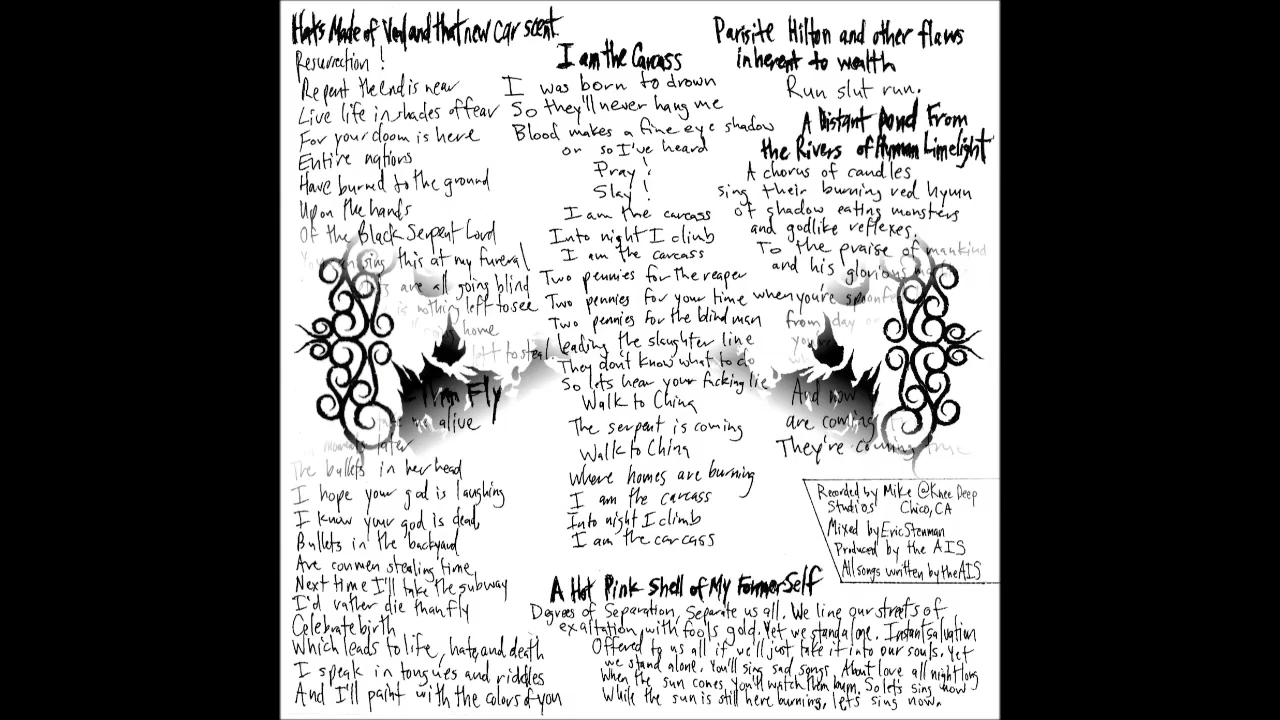 Hats Made of Veal and that new car scent
Resurrection !
Repent the end is near
Live life in shades of fear
For your doom is here
Entire nations
Have burned to the ground
Upon the hands
Of the Black Serpent Lord
sing this at my funeral
are all going blind
is nothing left to see
home
left to steal
Than Fly
alive
moments later
The bullets in her head
I hope your god is laughing
I know your god is dead,
Bullets in the backyard
Are conmen stealing time
Next time I'll take the subway
I'd rather die than fly
Celebrate birth
Which leads to life, hate, and death
I speak in tongues and riddles
And I'll paint with the colors of you
I am the Carcass
I was born to drown
So they'll never hang me
Blood makes a fine eye shadow
or so I've heard
Pray !
Slay !
I am the carcass
Into night I climb
I am the carcass
Two pennies for the reaper
Two pennies for your time
Two pennies for the blind man
leading the slaughter line
They don't know what to do
So lets hear your fucking lie
Walk to China
The serpent is coming
Walk to China
Where homes are burning
I am the carcass
Into night I climb
I am the carcass
Parisite Hilton and other flaws
inherent to wealth
Run slut run.
A Distant pond From
the Rivers of Hyman Limelight
A chorus of candles
sing their burning red hymn
of shadow eating monsters
and godlike reflexes.
To the praise of mankind
and his glorious
when you're spoonfed
from day
And now
are coming
They're coming true
Recorded by Mike @ Knee Deep
Studios Chico, CA
Mixed by Eric Stenman
Produced by the AIS
All songs written by the AIS
A Hot Pink Shell of My Former Self
Degrees of Separation, Separate us all. We line our streets of
exaltation, with fools gold. Yet we stand alone. Instant salvation
Offered to us all if we'll just take it into our souls. Yet
we stand alone. You'll sing sad songs. About love all night long
When the sun comes you'll watch them burn. So lets sing now
While the sun is still here burning, lets sing now.